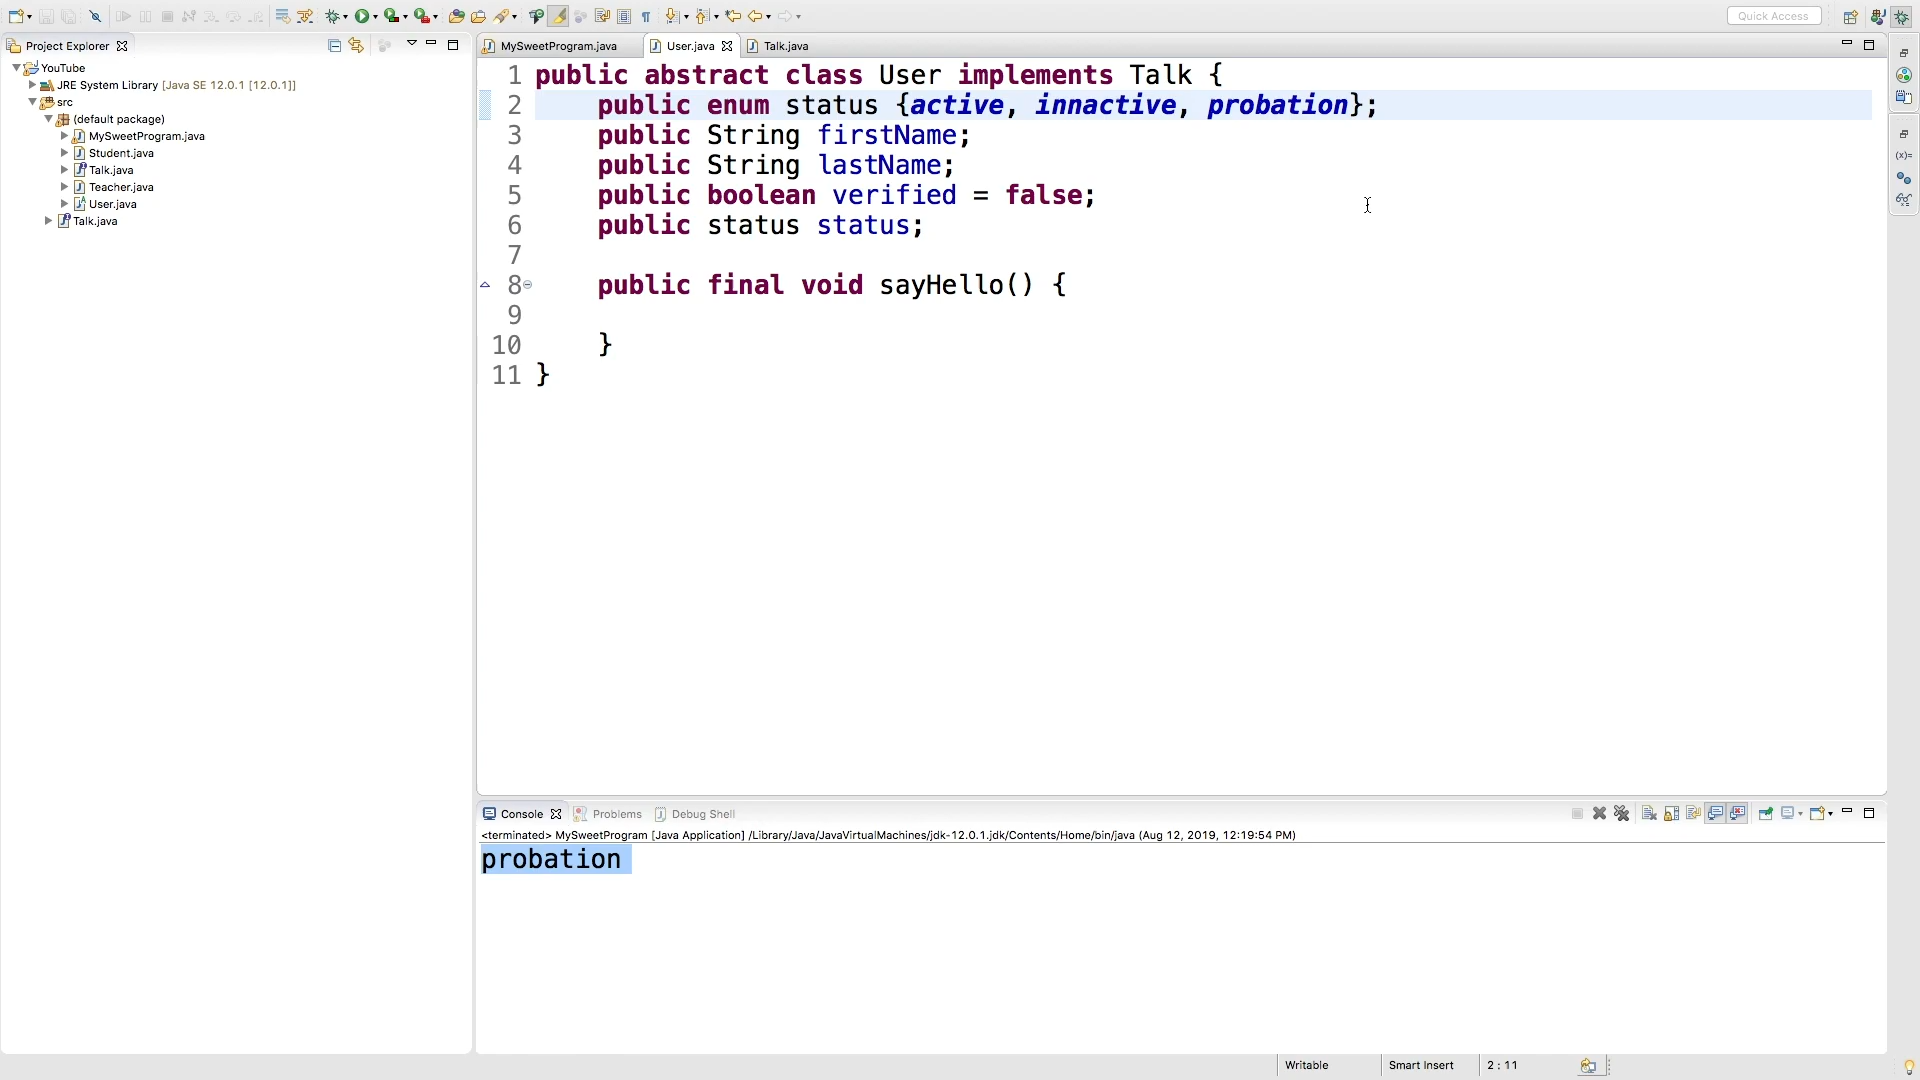 Quick Access
Project Explorer
YouTube
JRE System Library [Java SE 12.0.1 [12.0.1]]
src
(default package)
MySweetProgram.java
Student.java
Talk.java
Teacher.java
User.java
Talk.java
MySweetProgram.java
User.java
Talk.java
1 public abstract class User implements Talk {
2 public enum status {active, innactive, probation};
3 public String firstName;
4 public String lastName;
5 public boolean verified = false;
6 public status status;
7
8 public final void sayHello() {
9
10 }
11 }
Console
Problems
Debug Shell
<terminated> MySweetProgram [Java Application] /Library/Java/JavaVirtualMachines/jdk-12.0.1.jdk/Contents/Home/bin/java (Aug 12, 2019, 12:19:54 PM)
probation
Writable
Smart Insert
2 : 11